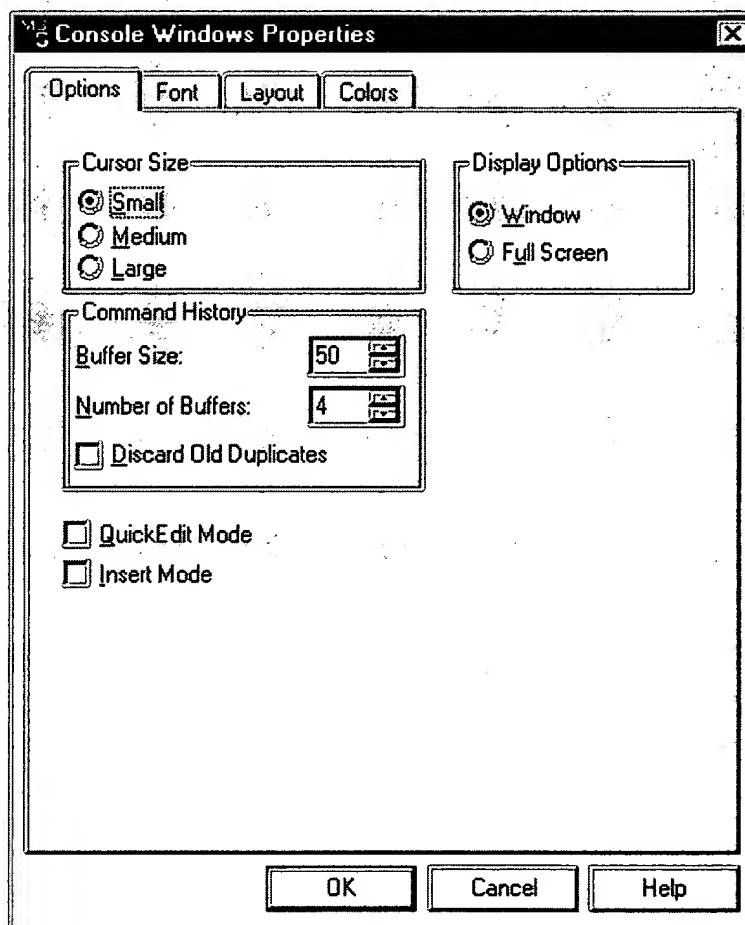 Console Windows Properties
Options Font Layout Colors
Cursor Size
Small
Medium
Large
Display Options
Window
Full Screen
Command History
Buffer Size: 50
Number of Buffers: 4
Discard Old Duplicates
QuickEdit Mode
Insert Mode
OK Cancel Help